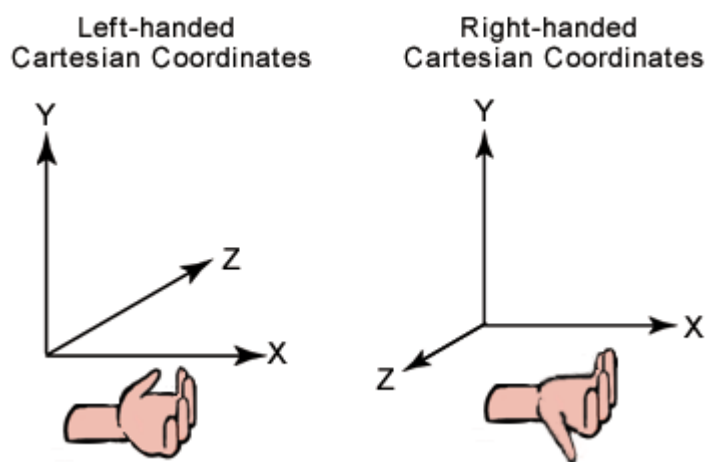 Left-handed
Cartesian Coordinates
Y
Z
X
Right-handed
Cartesian Coordinates
Y
X
Z